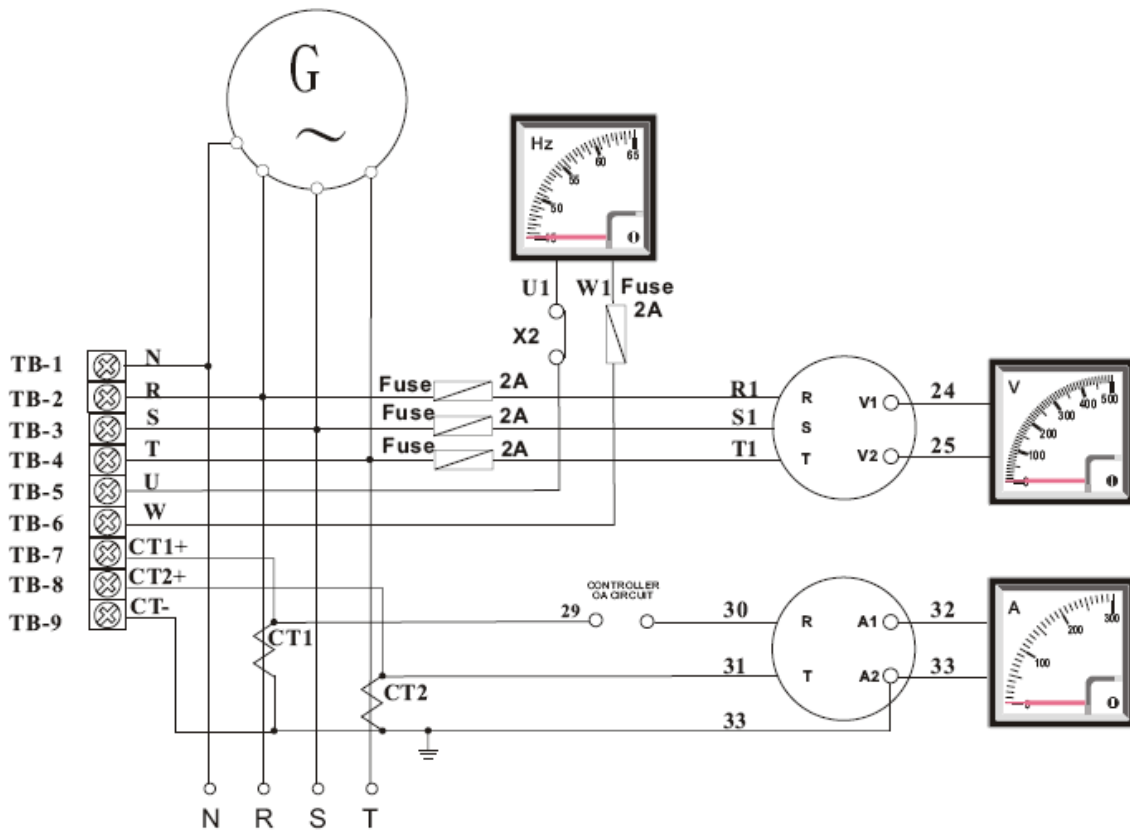 G
~
Hz
45
50
55
60
65
U1 W1 Fuse
2A
X2
TB-1 N
TB-2 R Fuse 2A R1 R V1 24
TB-3 S Fuse 2A S1 S
TB-4 T Fuse 2A T1 T V2 25
TB-5 U
TB-6 W
V
0
100
200
300
400
500
TB-7 CT1+
TB-8 CT2+
TB-9 CT-
CONTROLLER
OA CIRCUIT
CT1 29 30 R A1 32
CT2 31 T A2 33
33
A
0
100
200
300
N R S T